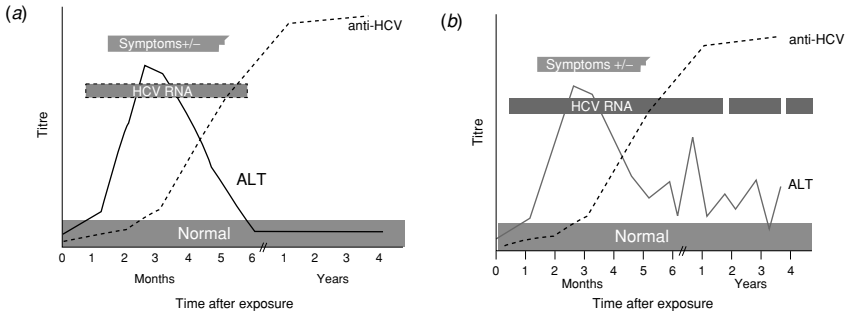 (a)
anti-HCV
Symptoms+/–
HCV RNA
Titre
ALT
Normal
0 1 2 3 4 5 6 1 2 3 4
Months Years
Time after exposure
(b)
anti-HCV
Symptoms +/–
HCV RNA
Titre
ALT
Normal
0 1 2 3 4 5 6 1 2 3 4
Months Years
Time after exposure